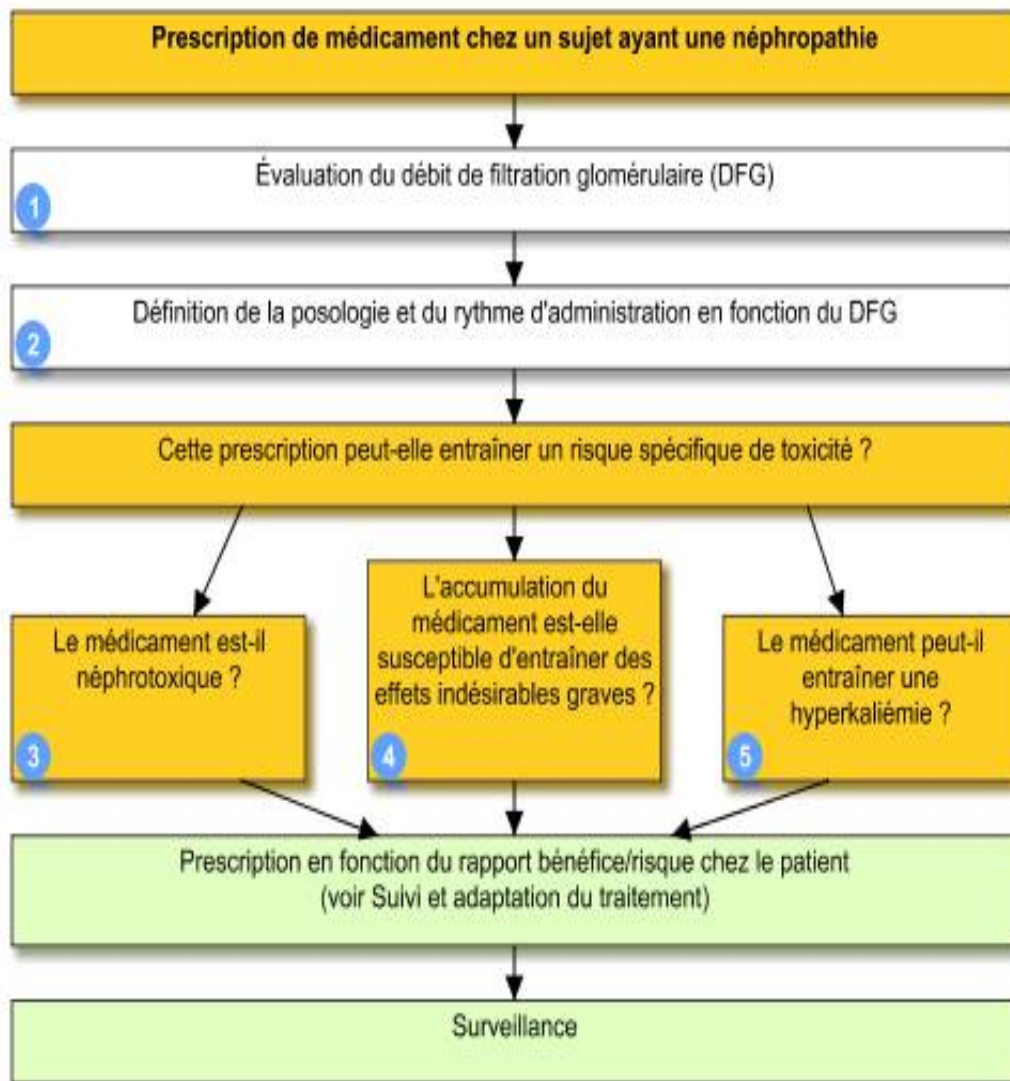 Prescription de médicament chez un sujet ayant une néphropathie
Évaluation du débit de filtration glomérulaire (DFG)
1
Définition de la posologie et du rythme d'administration en fonction du DFG
2
Cette prescription peut-elle entraîner un risque spécifique de toxicité ?
Le médicament est-il
néphrotoxique ?
3
L'accumulation du
médicament est-elle
susceptible d'entraîner des
effets indésirables graves ?
4
Le médicament peut-il
entraîner une
hyperkaliémie ?
5
Prescription en fonction du rapport bénéfice/risque chez le patient
(voir Suivi et adaptation du traitement)
Surveillance